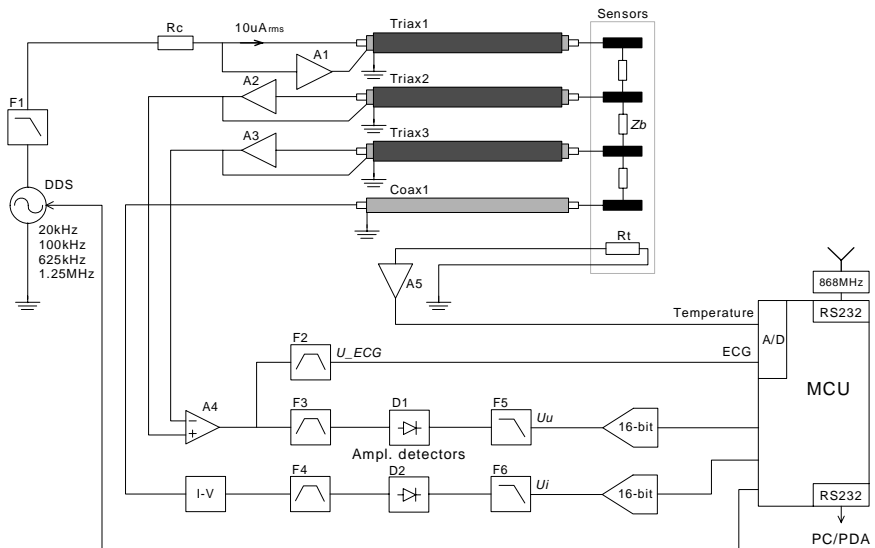 Sensors
Triax1
Rc
10uArms
A1
Triax2
A2
F1
Zb
Triax3
A3
DDS
Coax1
20kHz
100kHz
625kHz
1.25MHz
Rt
A5
868MHz
Temperature
RS232
A/D
F2
U_ECG
ECG
MCU
A4
F3
D1
F5
Uu
16-bit
Ampl. detectors
I-V
F4
D2
F6
Ui
16-bit
RS232
PC/PDA